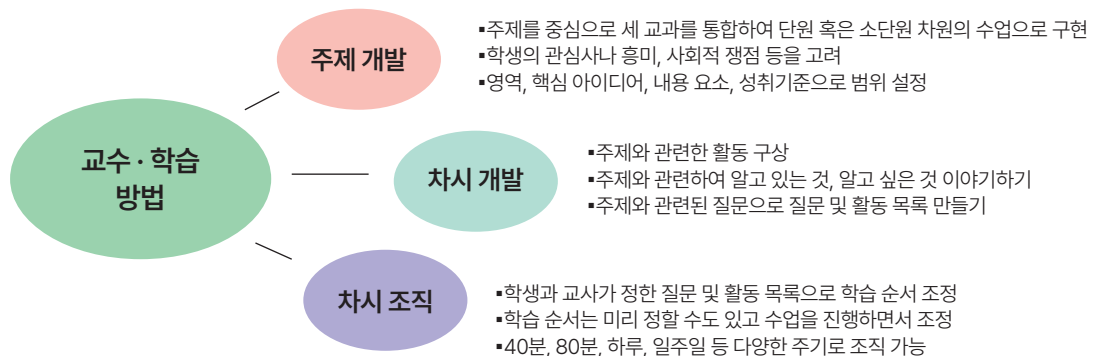 교수 · 학습
방법
주제 개발
▪주제를 중심으로 세 교과를 통합하여 단원 혹은 소단원 차원의 수업으로 구현
▪학생의 관심사나 흥미, 사회적 쟁점 등을 고려
▪영역, 핵심 아이디어, 내용 요소, 성취기준으로 범위 설정
차시 개발
▪주제와 관련한 활동 구상
▪주제와 관련하여 알고 있는 것, 알고 싶은 것 이야기하기
▪주제와 관련된 질문으로 질문 및 활동 목록 만들기
차시 조직
▪학생과 교사가 정한 질문 및 활동 목록으로 학습 순서 조정
▪학습 순서는 미리 정할 수도 있고 수업을 진행하면서 조정
▪40분, 80분, 하루, 일주일 등 다양한 주기로 조직 가능